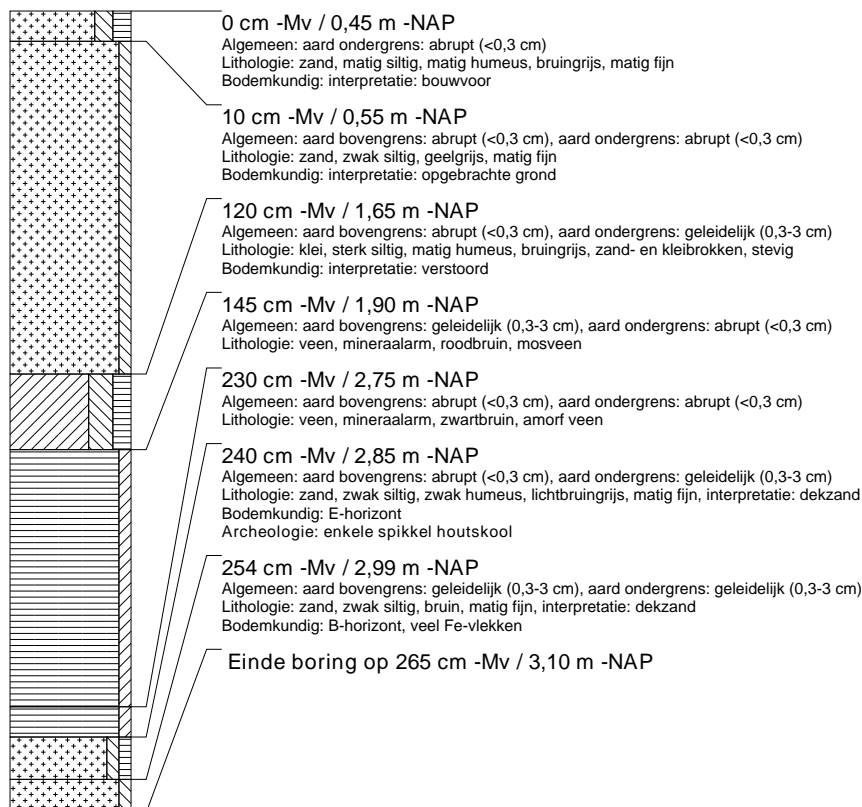 0 cm -Mv / 0,45 m -NAP
Algemeen: aard ondergrens: abrupt (<0,3 cm)
Lithologie: zand, matig siltig, matig humeus, bruingrijs, matig fijn
Bodemkundig: interpretatie: bouwvoor
10 cm -Mv / 0,55 m -NAP
Algemeen: aard bovengrens: abrupt (<0,3 cm), aard ondergrens: abrupt (<0,3 cm)
Lithologie: zand, zwak siltig, geelgrijs, matig fijn
Bodemkundig: interpretatie: opgebrachte grond
120 cm -Mv / 1,65 m -NAP
Algemeen: aard bovengrens: abrupt (<0,3 cm), aard ondergrens: geleidelijk (0,3-3 cm)
Lithologie: klei, sterk siltig, matig humeus, bruingrijs, zand- en kleibrokken, stevig
Bodemkundig: interpretatie: verstoord
145 cm -Mv / 1,90 m -NAP
Algemeen: aard bovengrens: geleidelijk (0,3-3 cm), aard ondergrens: abrupt (<0,3 cm)
Lithologie: veen, mineraalarm, roodbruin, mosveen
230 cm -Mv / 2,75 m -NAP
Algemeen: aard bovengrens: abrupt (<0,3 cm), aard ondergrens: abrupt (<0,3 cm)
Lithologie: veen, mineraalarm, zwartbruin, amorf veen
240 cm -Mv / 2,85 m -NAP
Algemeen: aard bovengrens: abrupt (<0,3 cm), aard ondergrens: geleidelijk (0,3-3 cm)
Lithologie: zand, zwak siltig, zwak humeus, lichtbruingrijs, matig fijn, interpretatie: dekzand
Bodemkundig: E-horizont
Archeologie: enkele spikkel houtskool
254 cm -Mv / 2,99 m -NAP
Algemeen: aard bovengrens: geleidelijk (0,3-3 cm), aard ondergrens: geleidelijk (0,3-3 cm)
Lithologie: zand, zwak siltig, bruin, matig fijn, interpretatie: dekzand
Bodemkundig: B-horizont, veel Fe-vlekken
Einde boring op 265 cm -Mv / 3,10 m -NAP